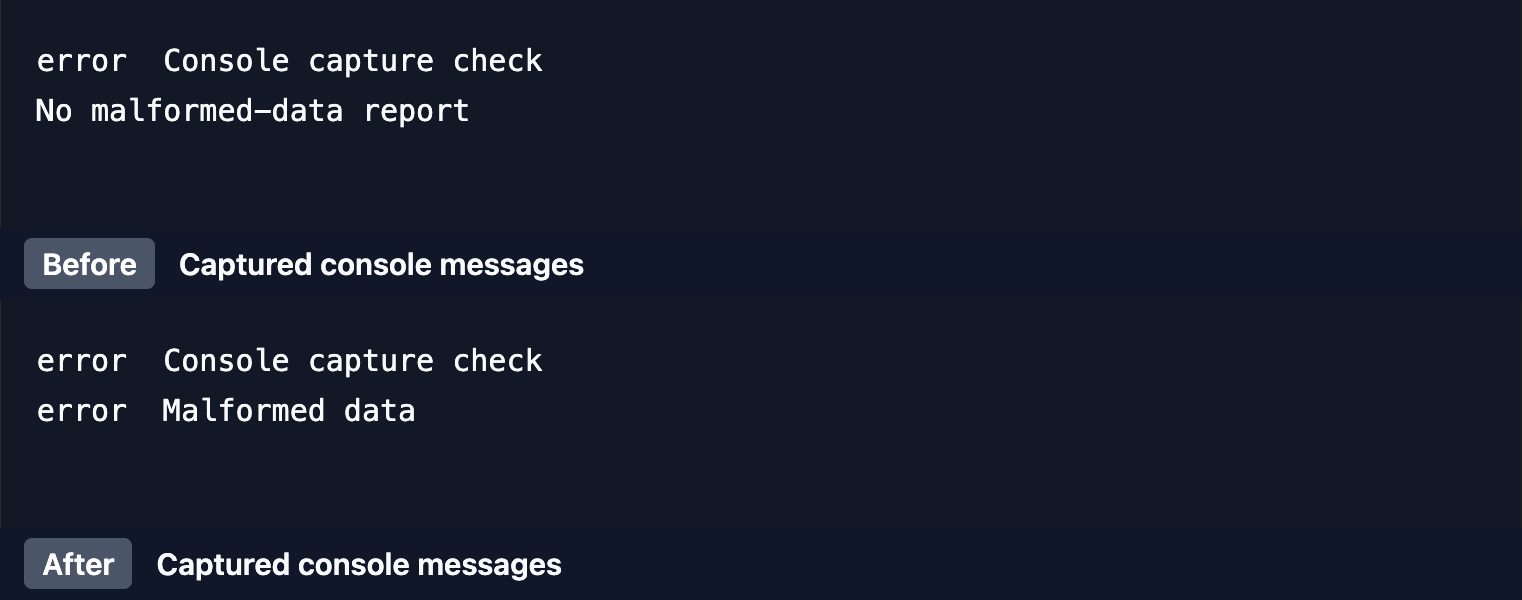 error  Console capture check
No malformed-data report
Before Captured console messages
error  Console capture check
error  Malformed data
After Captured console messages